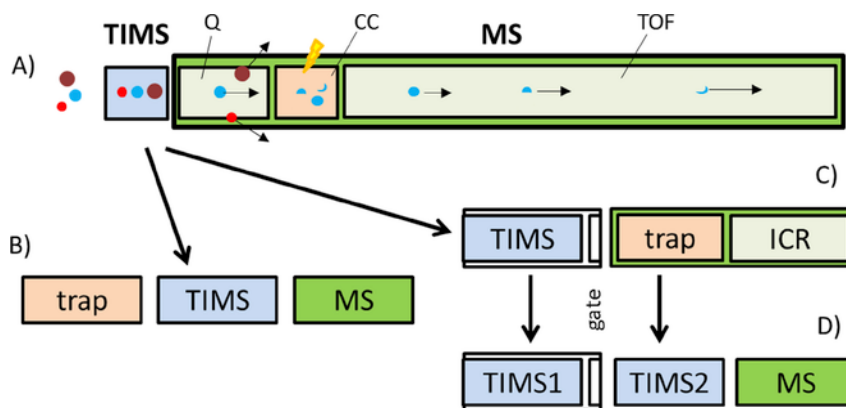 TIMS
MS
Q
CC
TOF
A)
C)
TIMS
trap
ICR
B)
trap
TIMS
MS
gate
D)
TIMS1
TIMS2
MS